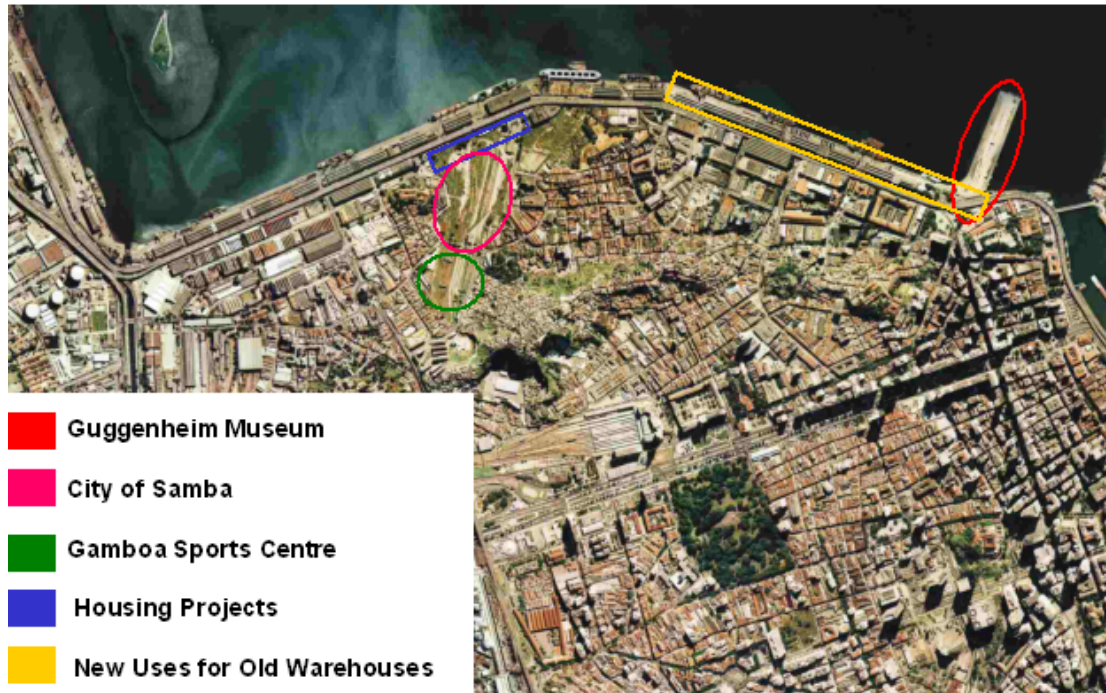 Guggenheim Museum
City of Samba
Gamboa Sports Centre
Housing Projects
New Uses for Old Warehouses